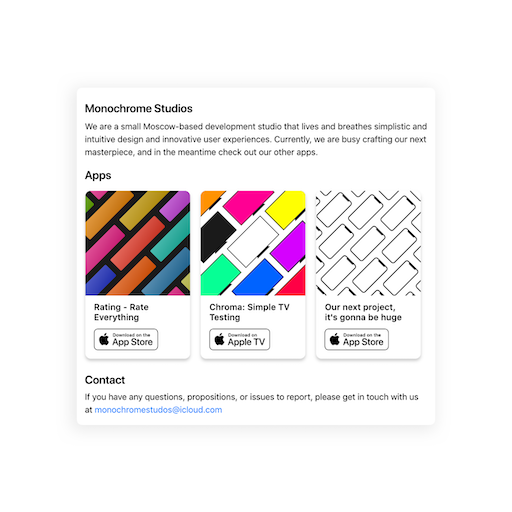 Monochrome Studios
We are a small Moscow-based development studio that lives and breathes simplistic and
intuitive design and innovative user experiences. Currently, we are busy crafting our next
masterpiece, and in the meantime check out our other apps.
Apps
Rating - Rate
Everything
Download on the
App Store
Chroma: Simple TV
Testing
Download on
Apple TV
Our next project,
it's gonna be huge
Download on the
App Store
Contact
If you have any questions, propositions, or issues to report, please get in touch with us
at monochromestudos@icloud.com